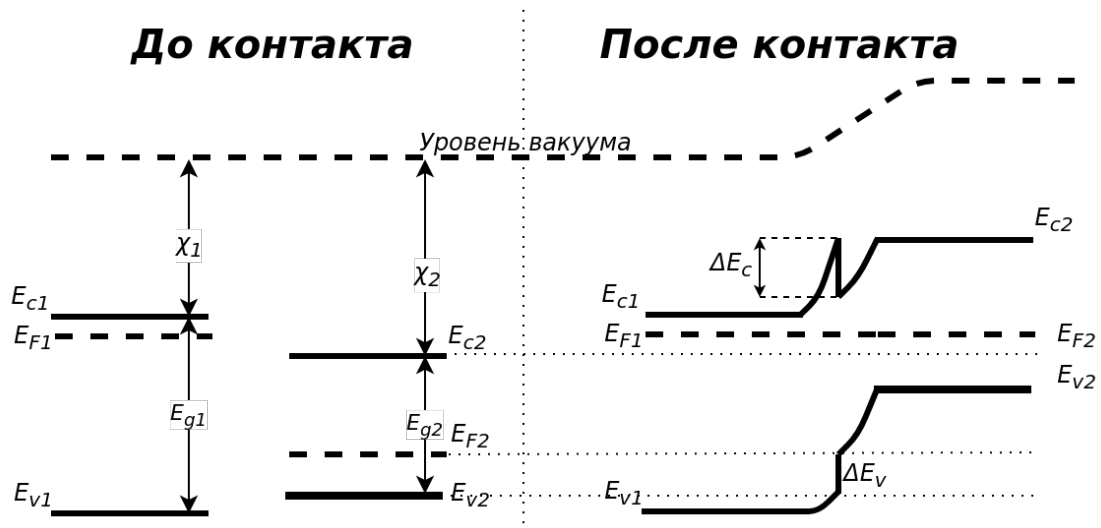 До контакта
После контакта
Уровень вакуума
χ1
χ2
Ec1
EF1
Eg1
Ev1
Ec2
Eg2
EF2
Ev2
Ec2
ΔEc
Ec1
EF1
EF2
Ev2
ΔEv
Ev1